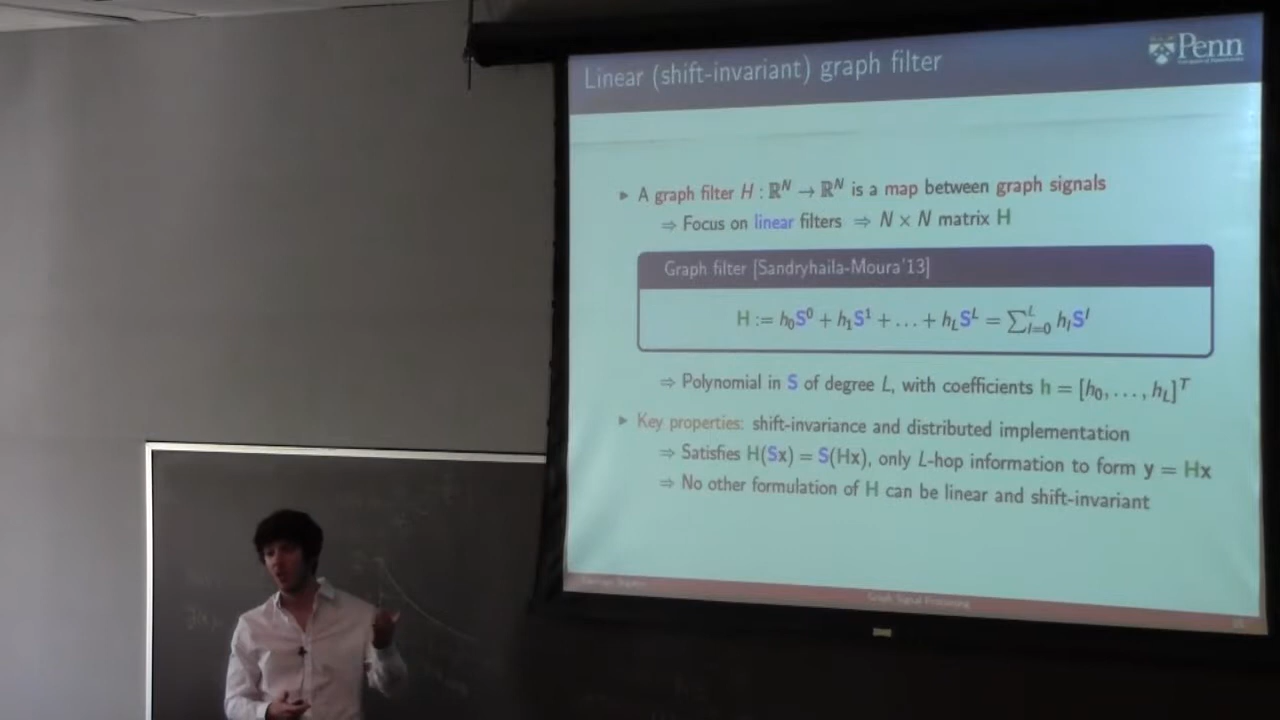 Linear (shift-invariant) graph filter
Penn
▶ A graph filter H : ℝ^N → ℝ^N is a map between graph signals
⇒ Focus on linear filters ⇒ N × N matrix H
Graph filter [Sandryhaila-Moura'13]
H := h₀S⁰ + h₁S¹ + . . . + h_L S^L = ∑_{l=0}^{L} h_l S^l
⇒ Polynomial in S of degree L, with coefficients h = [h₀, . . . , h_L]^T
▶ Key properties: shift-invariance and distributed implementation
⇒ Satisfies H(Sx) = S(Hx), only L-hop information to form y = Hx
⇒ No other formulation of H can be linear and shift-invariant
Graph Signal Processing